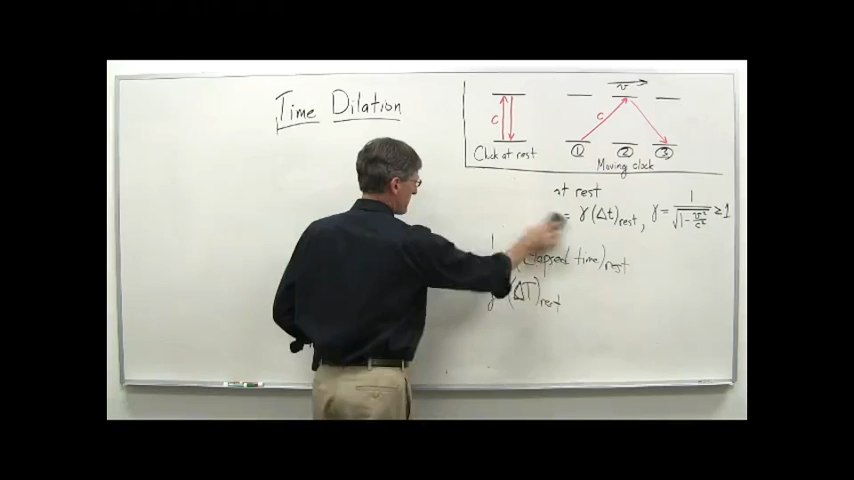 Time Dilation
v
c
c
Clock at rest
① ② ③
Moving clock
at rest
= γ(Δt)rest, γ = 1/√(1 - v²/c²) ≥ 1
1
(Elapsed time)rest
γ (ΔT)rest